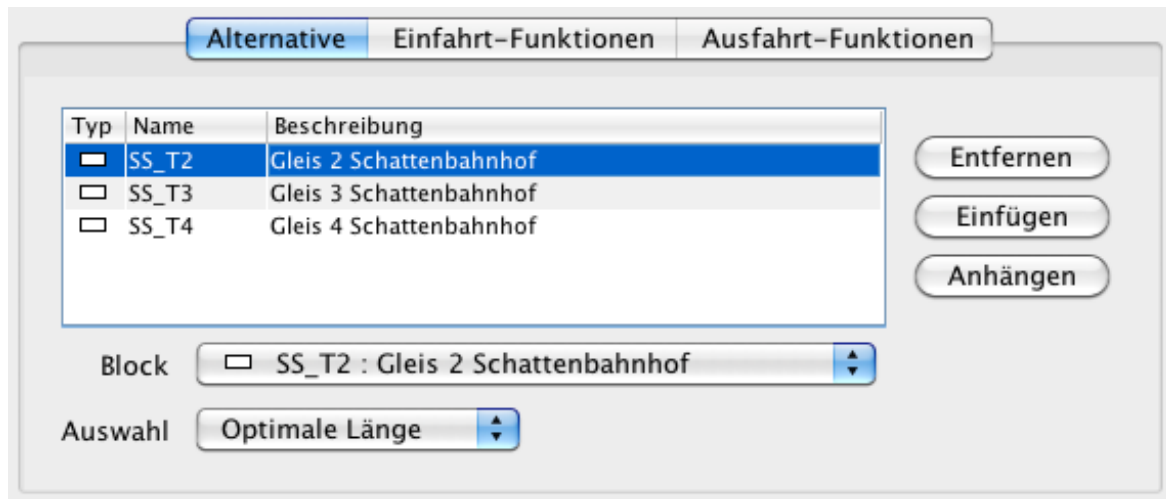 Alternative Einfahrt-Funktionen Ausfahrt-Funktionen
Typ Name Beschreibung
SS_T2 Gleis 2 Schattenbahnhof
SS_T3 Gleis 3 Schattenbahnhof
SS_T4 Gleis 4 Schattenbahnhof
Entfernen
Einfügen
Anhängen
Block SS_T2 : Gleis 2 Schattenbahnhof
Auswahl Optimale Länge